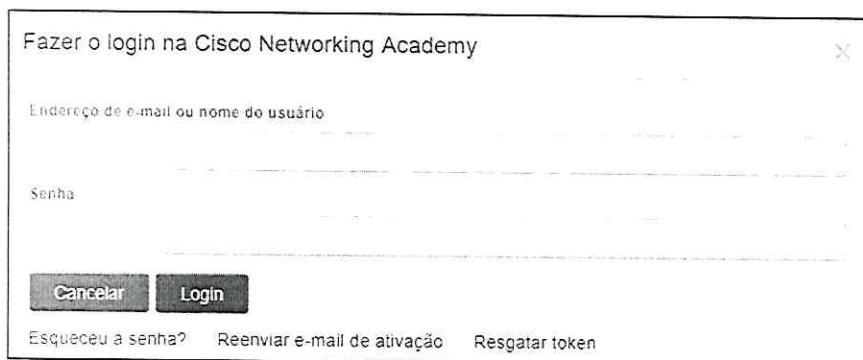 Fazer o login na Cisco Networking Academy
Endereço de e-mail ou nome do usuário
Senha
Cancelar Login
Esqueceu a senha? Reenviar e-mail de ativação Resgatar token